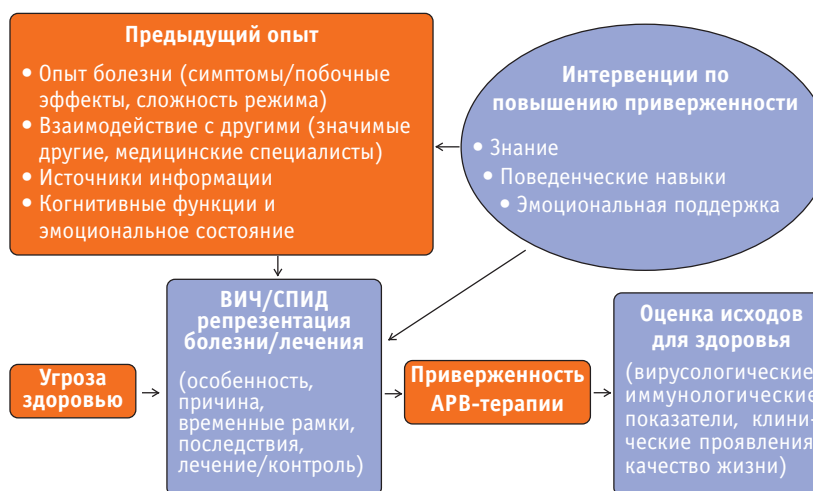 Предыдущий опыт
• Опыт болезни (симптомы/побочные
эффекты, сложность режима)
• Взаимодействие с другими (значимые
другие, медицинские специалисты)
• Источники информации
• Когнитивные функции и
эмоциональное состояние
Интервенции по
повышению приверженности
• Знание
• Поведенческие навыки
• Эмоциональная поддержка
Угроза
здоровью
ВИЧ/СПИД
репрезентация
болезни/лечения
(особенность,
причина,
временные рамки,
последствия,
лечение/контроль)
Приверженность
АРВ-терапии
Оценка исходов
для здоровья
(вирусологические
иммунологические
показатели, клини-
ческие проявления
качество жизни)